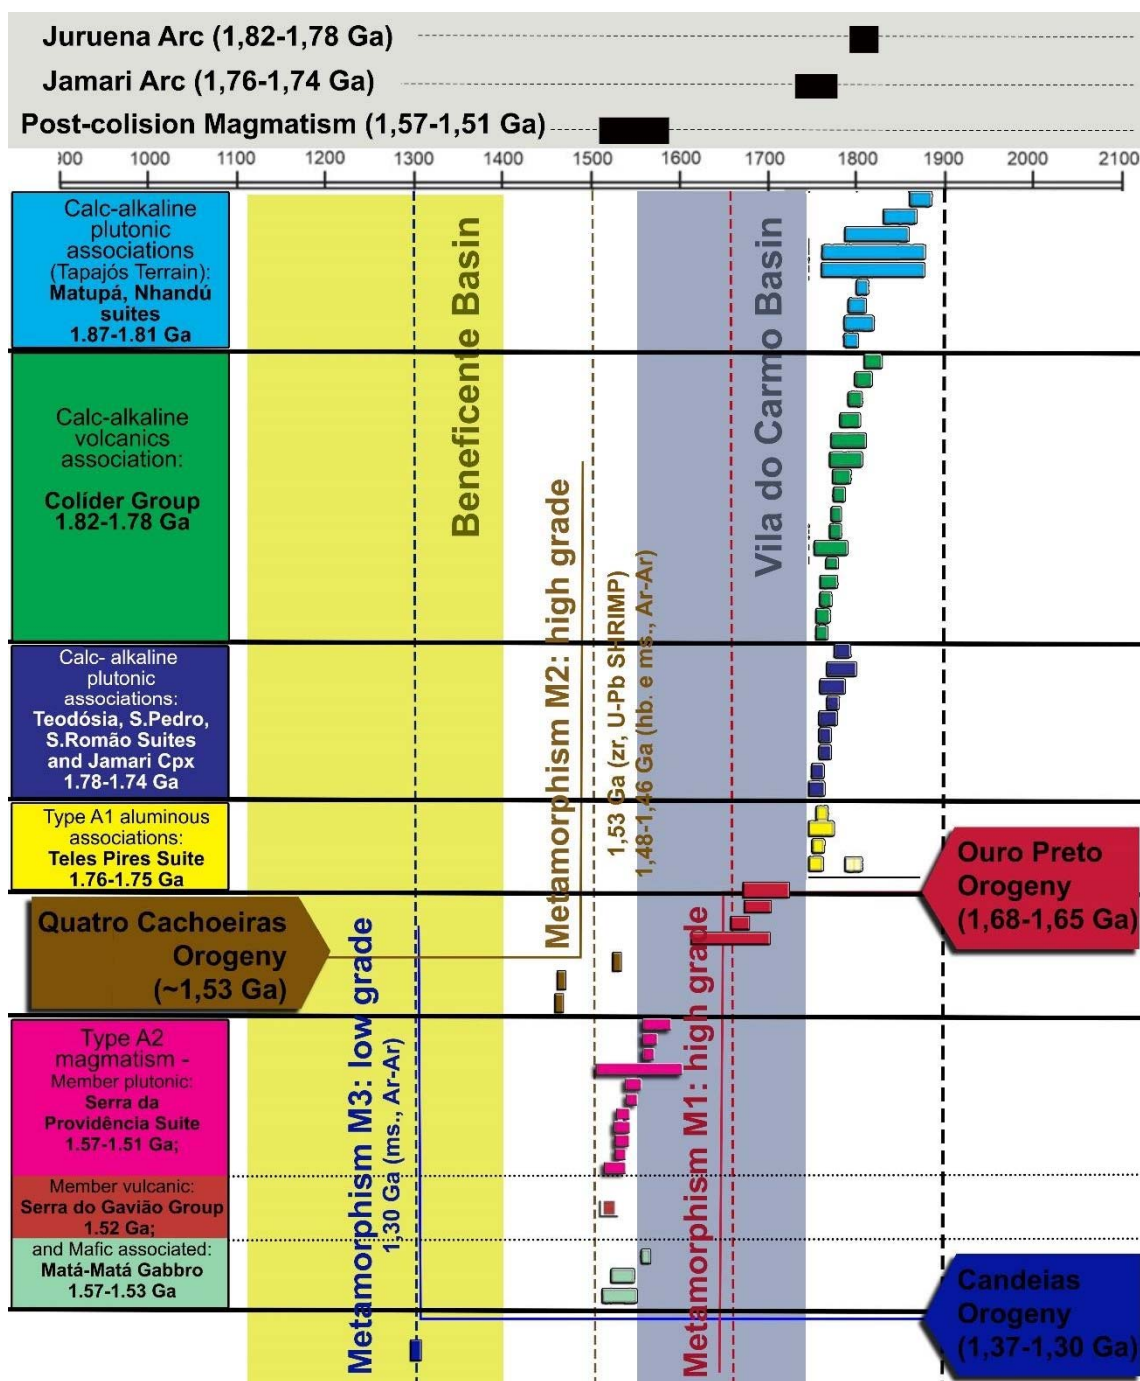 Juruena Arc (1,82-1,78 Ga)
Jamari Arc (1,76-1,74 Ga)
Post-colision Magmatism (1,57-1,51 Ga)
900 1000 1100 1200 1300 1400 1500 1600 1700 1800 1900 2000 2100
Calc-alkaline
plutonic
associations
(Tapajós Terrain):
Matupá, Nhandú
suites
1.87-1.81 Ga
Beneficente Basin
Vila do Carmo Basin
Calc-alkaline
volcanics
association:
Colíder Group
1.82-1.78 Ga
Metamorphism M2: high grade
1,53 Ga (zr, U-Pb SHRIMP)
1,48-1,46 Ga (hb. e ms., Ar-Ar)
Calc- alkaline
plutonic
associations:
Teodósia, S.Pedro,
S.Romão Suites
and Jamari Cpx
1.78-1.74 Ga
Type A1 aluminous
associations:
Teles Pires Suite
1.76-1.75 Ga
Ouro Preto
Orogeny
(1,68-1,65 Ga)
Quatro Cachoeiras
Orogeny
(~1,53 Ga)
Metamorphism M3: low grade
1,30 Ga (ms., Ar-Ar)
Metamorphism M1: high grade
Type A2
magmatism -
Member plutonic:
Serra da
Providência Suite
1.57-1.51 Ga;
Member vulcanic:
Serra do Gavião Group
1.52 Ga;
and Mafic associated:
Matá-Matá Gabbro
1.57-1.53 Ga
Candeias
Orogeny
(1,37-1,30 Ga)